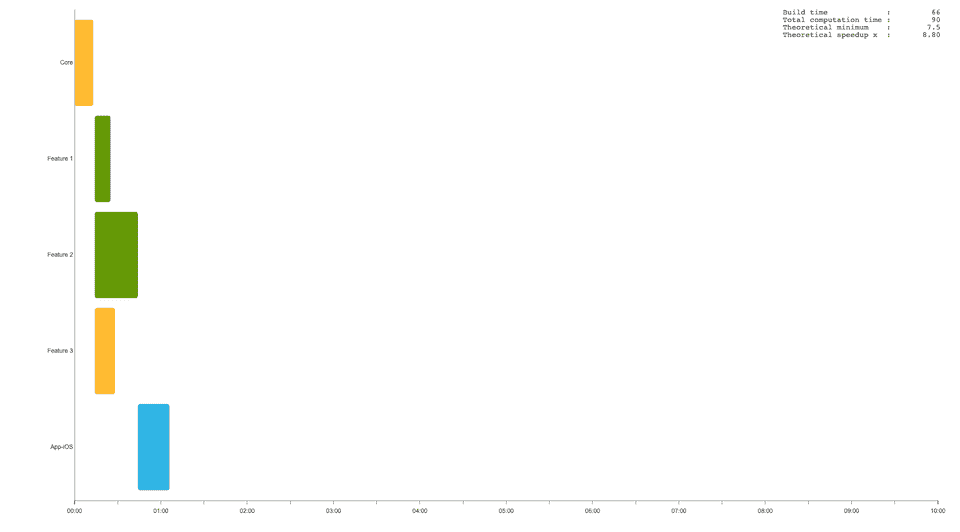 Build time : 66
Total computation time : 90
Theoretical minimum : 7.5
Theoretical speedup x : 8.80
Core
Feature 1
Feature 2
Feature 3
App-iOS
00:00 01:00 02:00 03:00 04:00 05:00 06:00 07:00 08:00 09:00 10:00